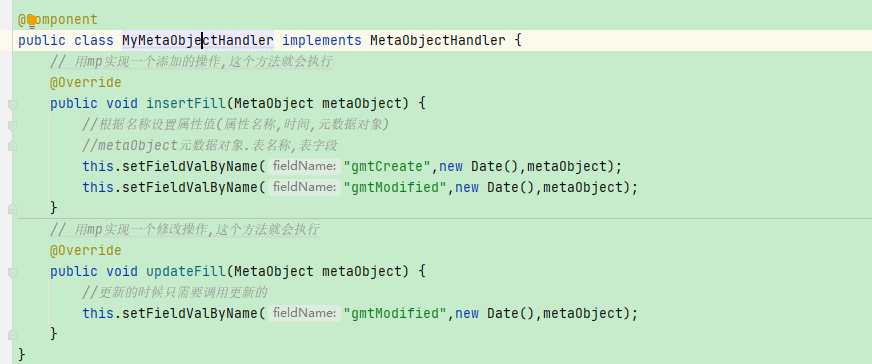 @Component
public class MyMetaObjectHandler implements MetaObjectHandler {
// 用mp实现一个添加的操作,这个方法就会执行
@Override
public void insertFill(MetaObject metaObject) {
//根据名称设置属性值(属性名称,时间,元数据对象)
//metaObject元数据对象.表名称,表字段
this.setFieldValByName( fieldName: "gmtCreate",new Date(),metaObject);
this.setFieldValByName( fieldName: "gmtModified",new Date(),metaObject);
}
// 用mp实现一个修改操作,这个方法就会执行
@Override
public void updateFill(MetaObject metaObject) {
//更新的时候只需要调用更新的
this.setFieldValByName( fieldName: "gmtModified",new Date(),metaObject);
}
}